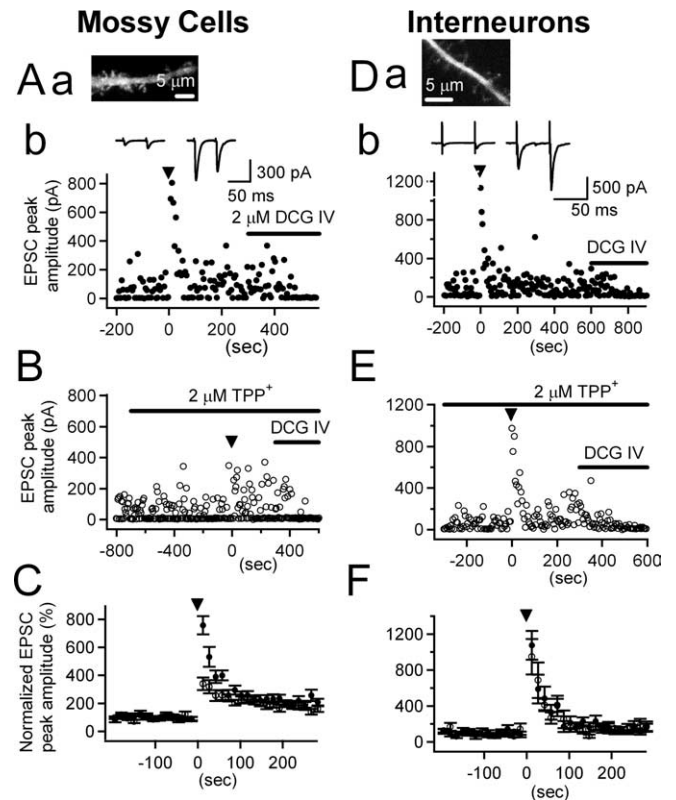 Mossy Cells
Interneurons
A a
5 μm
D a
5 μm
b
300 pA
50 ms
2 μM DCG IV
EPSC peak
amplitude (pA)
800
600
400
200
0
-200 0 200 400
(sec)
b
500 pA
50 ms
DCG IV
1200
800
400
0
-200 0 200 400 600 800
(sec)
B
2 μM TPP+
DCG IV
EPSC peak
amplitude (pA)
800
600
400
200
0
-800 -400 0 400
(sec)
E
2 μM TPP+
DCG IV
1200
800
400
0
-200 0 200 400 600
(sec)
C
Normalized EPSC
peak amplitude (%)
800
600
400
200
0
-100 0 100 200
(sec)
F
1200
800
400
0
-100 0 100 200
(sec)